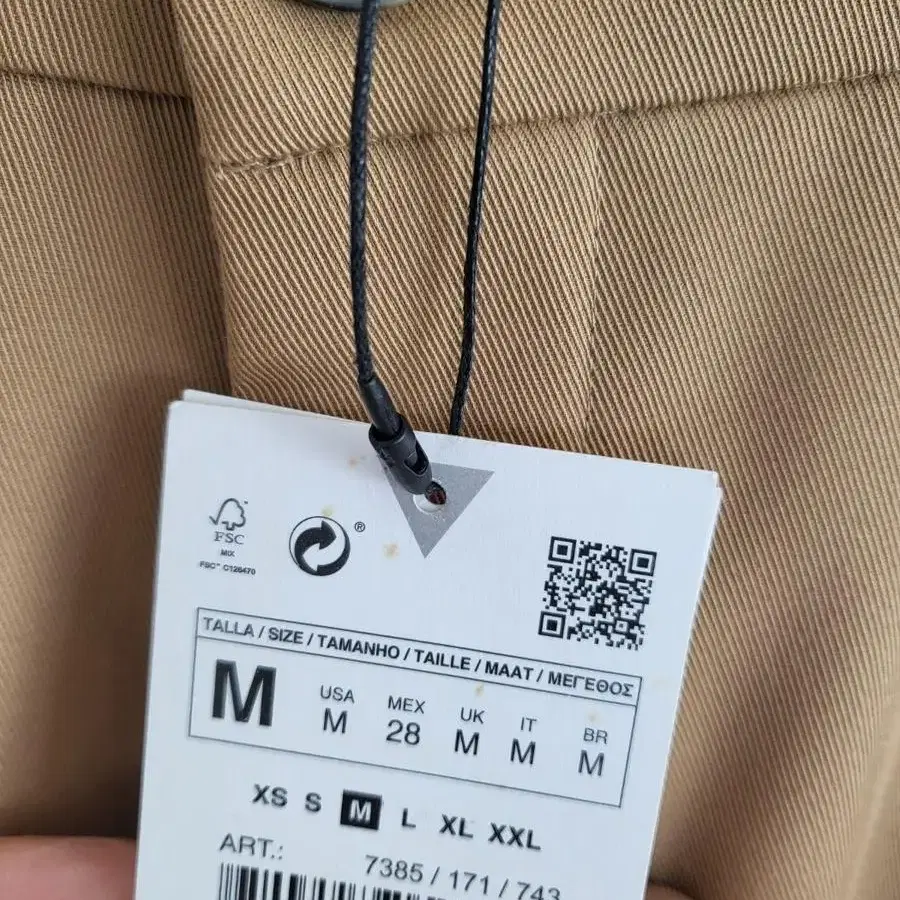 FSC
MIX
FSC™ C126470
®
TALLA / SIZE / TAMANHO / TAILLE / MAAT / ΜΕΓΕΘΟΣ
M
USA MEX UK IT BR
M 28 M M M
XS S M L XL XXL
ART.:
7385 / 171 / 743